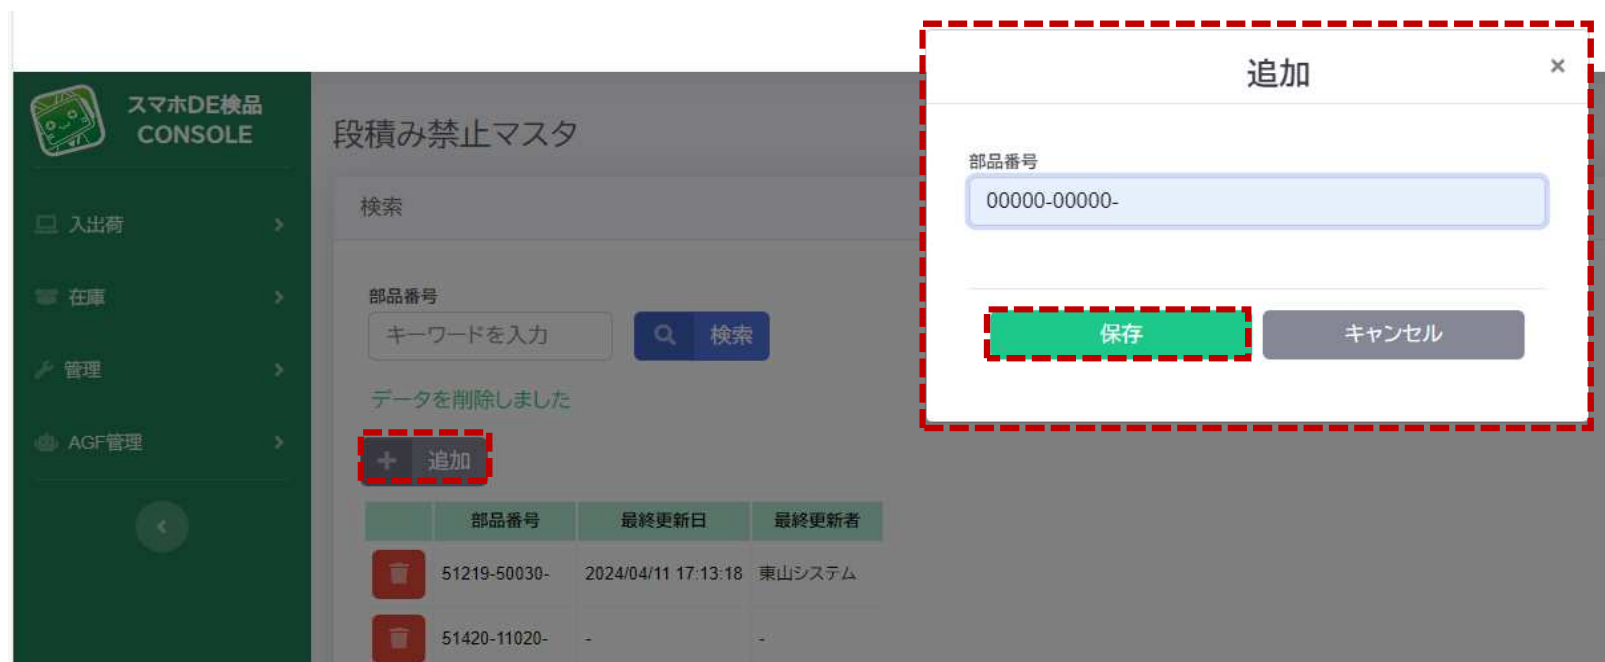 スマホDE検品
CONSOLE
入出荷
在庫
管理
AGF管理
段積み禁止マスタ
検索
部品番号
キーワードを入力
検索
データを削除しました
追加
部品番号 最終更新日 最終更新者
51219-50030- 2024/04/11 17:13:18 東山システム
51420-11020- - -
追加
×
部品番号
00000-00000-
保存
キャンセル